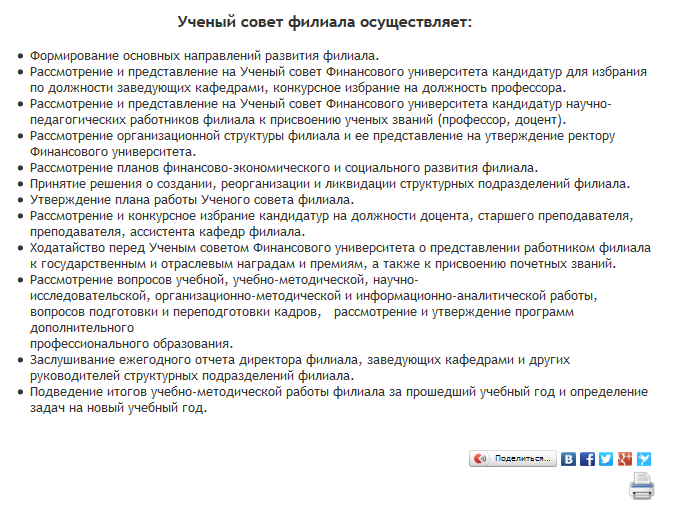 Ученый совет филиала осуществляет:
Формирование основных направлений развития филиала.
Рассмотрение и представление на Ученый совет Финансового университета кандидатур для избрания
по должности заведующих кафедрами, конкурсное избрание на должность профессора.
Рассмотрение и представление на Ученый совет Финансового университета кандидатур научно-
педагогических работников филиала к присвоению ученых званий (профессор, доцент).
Рассмотрение организационной структуры филиала и ее представление на утверждение ректору
Финансового университета.
Рассмотрение планов финансово-экономического и социального развития филиала.
Принятие решения о создании, реорганизации и ликвидации структурных подразделений филиала.
Утверждение плана работы Ученого совета филиала.
Рассмотрение и конкурсное избрание кандидатур на должности доцента, старшего преподавателя,
преподавателя, ассистента кафедр филиала.
Ходатайство перед Ученым советом Финансового университета о представлении работником филиала
к государственным и отраслевым наградам и премиям, а также к присвоению почетных званий.
Рассмотрение вопросов учебной, учебно-методической, научно-
исследовательской, организационно-методической и информационно-аналитической работы,
вопросов подготовки и переподготовки кадров, рассмотрение и утверждение программ
дополнительного
профессионального образования.
Заслушивание ежегодного отчета директора филиала, заведующих кафедрами и других
руководителей структурных подразделений филиала.
Подведение итогов учебно-методической работы филиала за прошедший учебный год и определение
задач на новый учебный год.
Поделиться...